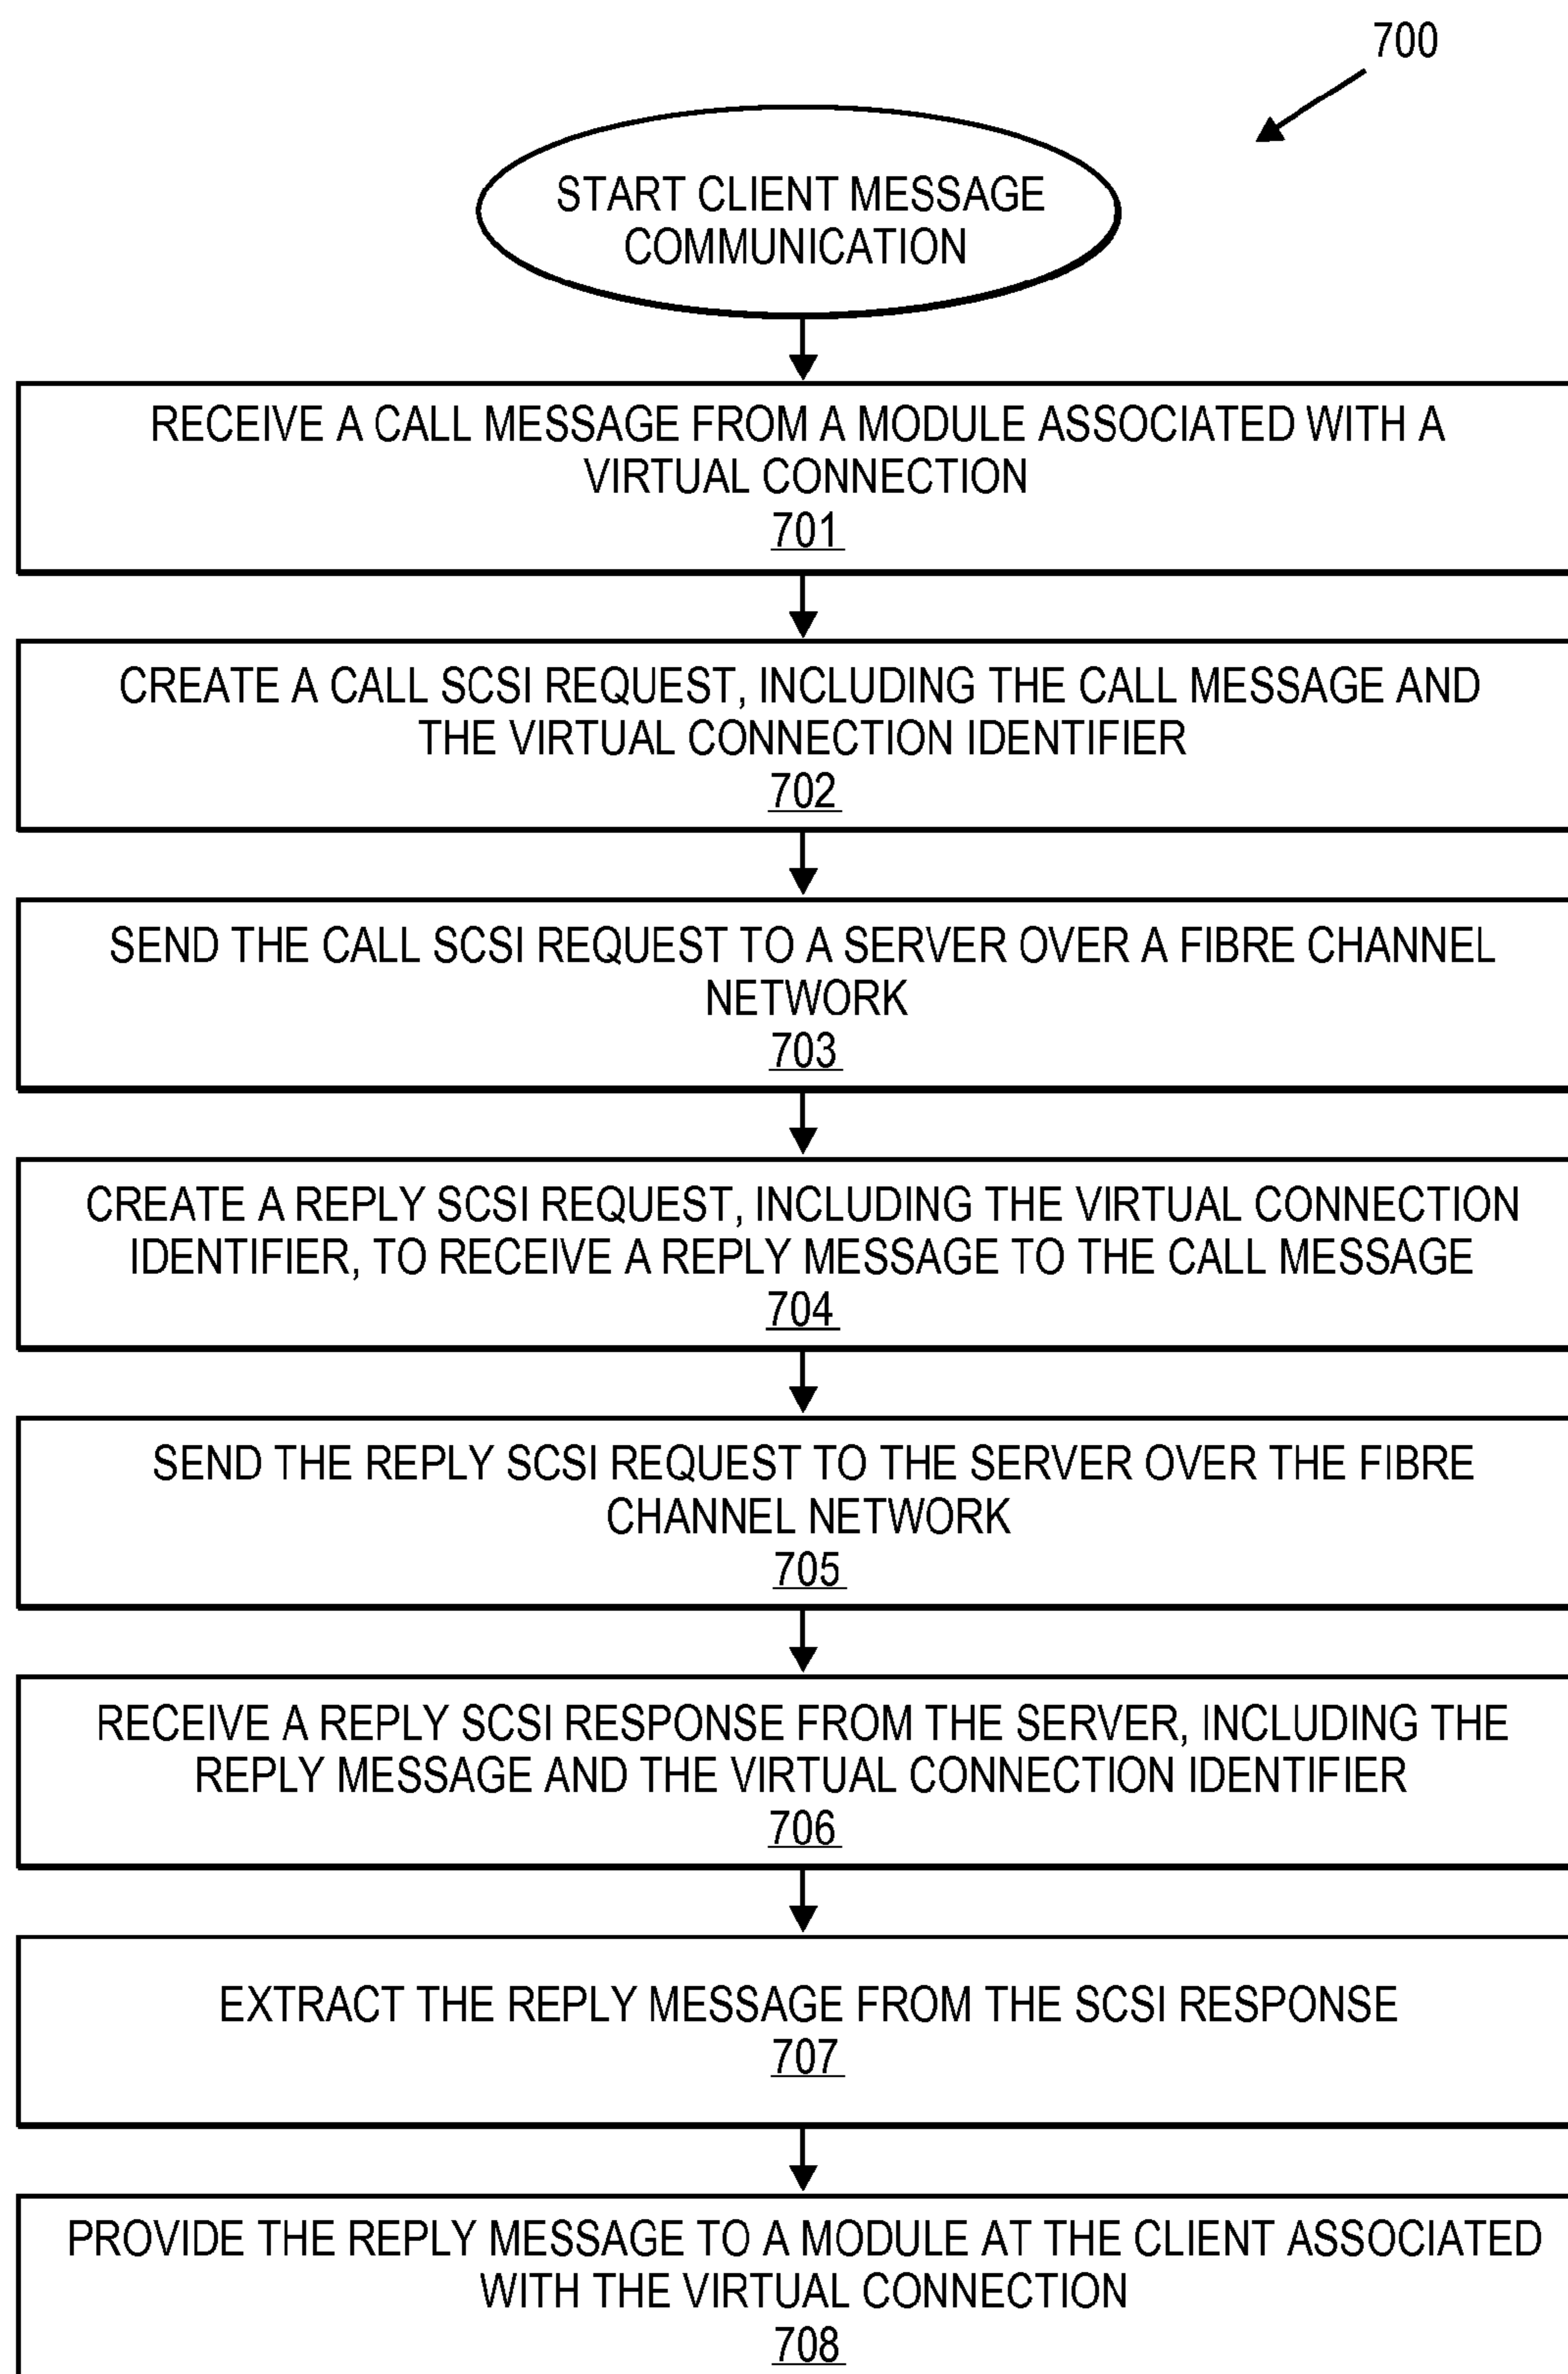 700
START CLIENT MESSAGE
COMMUNICATION
RECEIVE A CALL MESSAGE FROM A MODULE ASSOCIATED WITH A
VIRTUAL CONNECTION
701
CREATE A CALL SCSI REQUEST, INCLUDING THE CALL MESSAGE AND
THE VIRTUAL CONNECTION IDENTIFIER
702
SEND THE CALL SCSI REQUEST TO A SERVER OVER A FIBRE CHANNEL
NETWORK
703
CREATE A REPLY SCSI REQUEST, INCLUDING THE VIRTUAL CONNECTION
IDENTIFIER, TO RECEIVE A REPLY MESSAGE TO THE CALL MESSAGE
704
SEND THE REPLY SCSI REQUEST TO THE SERVER OVER THE FIBRE
CHANNEL NETWORK
705
RECEIVE A REPLY SCSI RESPONSE FROM THE SERVER, INCLUDING THE
REPLY MESSAGE AND THE VIRTUAL CONNECTION IDENTIFIER
706
EXTRACT THE REPLY MESSAGE FROM THE SCSI RESPONSE
707
PROVIDE THE REPLY MESSAGE TO A MODULE AT THE CLIENT ASSOCIATED
WITH THE VIRTUAL CONNECTION
708